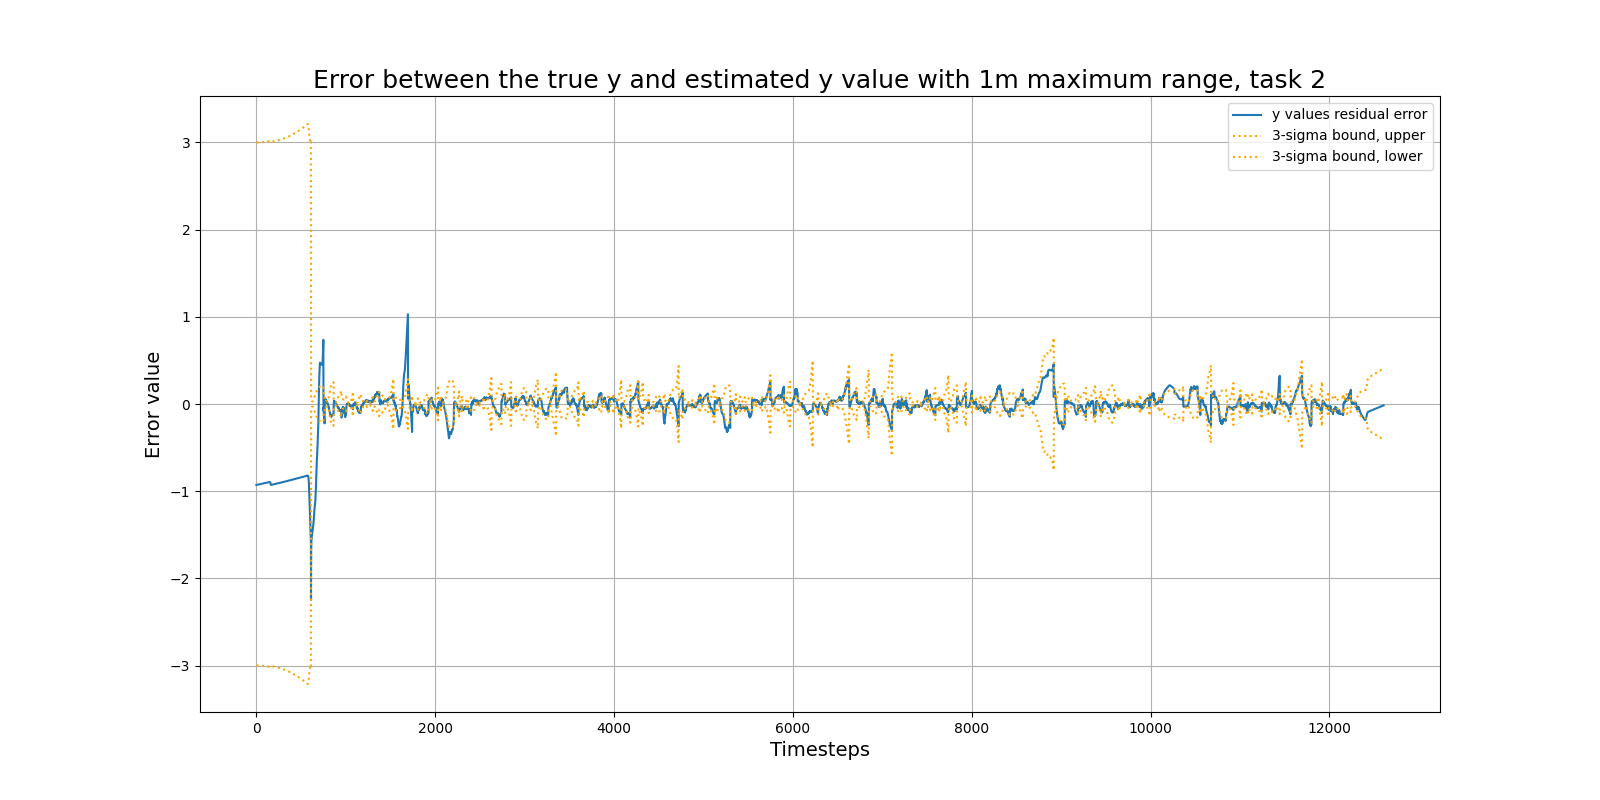 Error between the true y and estimated y value with 1m maximum range, task 2
y values residual error
3-sigma bound, upper
3-sigma bound, lower
Error value
3
2
1
0
−1
−2
−3
0 2000 4000 6000 8000 10000 12000
Timesteps